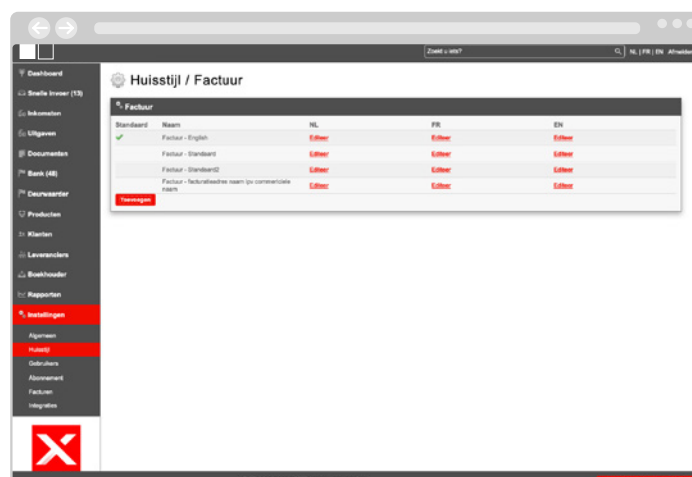 Zoekt u iets?
NL | FR | EN Afmelden
Dashboard
Snelle Invoer (13)
Inkomsten
Uitgaven
Documenten
Bank (48)
Deurwaarder
Producten
Klanten
Leveranciers
Boekhouder
Rapporten
Instellingen
Algemeen
Huisstijl
Gebruikers
Abonnement
Facturen
Integraties
Huisstijl / Factuur
Factuur
Standaard Naam NL FR EN
Factuur - English Editeer Editeer Editeer
Factuur - Standaard Editeer Editeer Editeer
Factuur - Standaard2 Editeer Editeer Editeer
Factuur - facturatieadres naam ipv commerciele
naam Editeer Editeer Editeer
Toevoegen